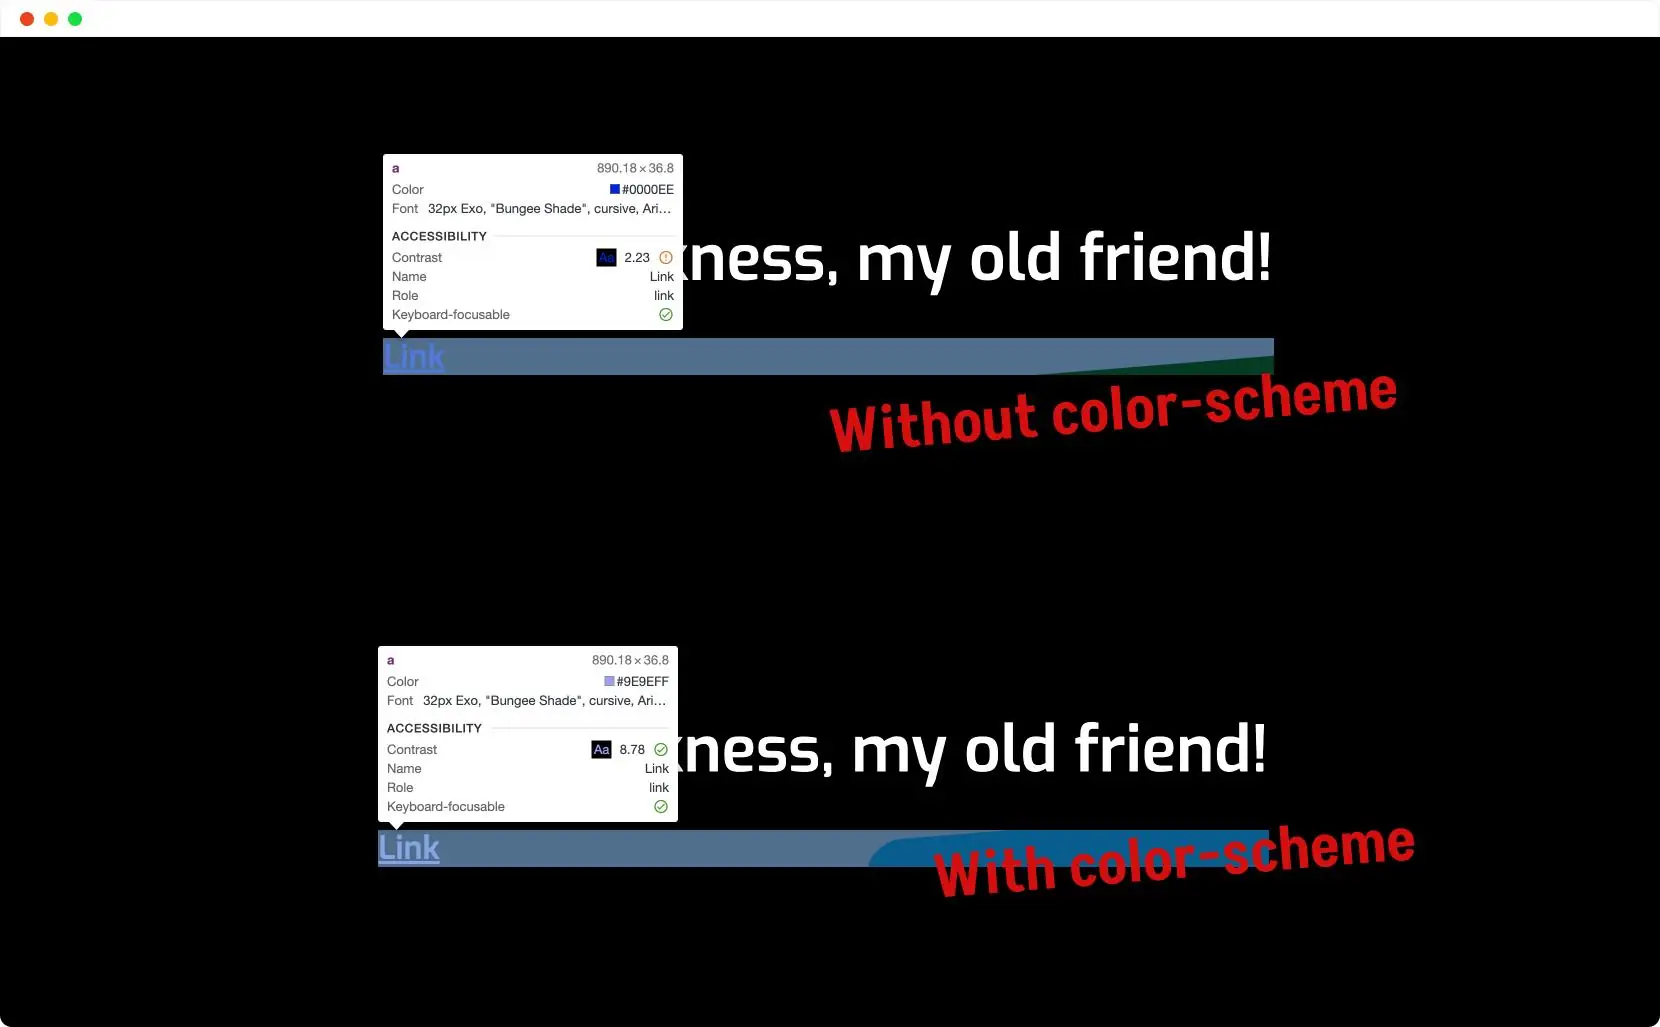 a 890.18 × 36.8
Color #0000EE
Font 32px Exo, "Bungee Shade", cursive, Ari...
ACCESSIBILITY
Contrast Aa 2.23
Name Link
Role link
Keyboard-focusable
kness, my old friend!
Link
Without color-scheme
a 890.18 × 36.8
Color #9E9EFF
Font 32px Exo, "Bungee Shade", cursive, Ari...
ACCESSIBILITY
Contrast Aa 8.78
Name Link
Role link
Keyboard-focusable
kness, my old friend!
Link
With color-scheme